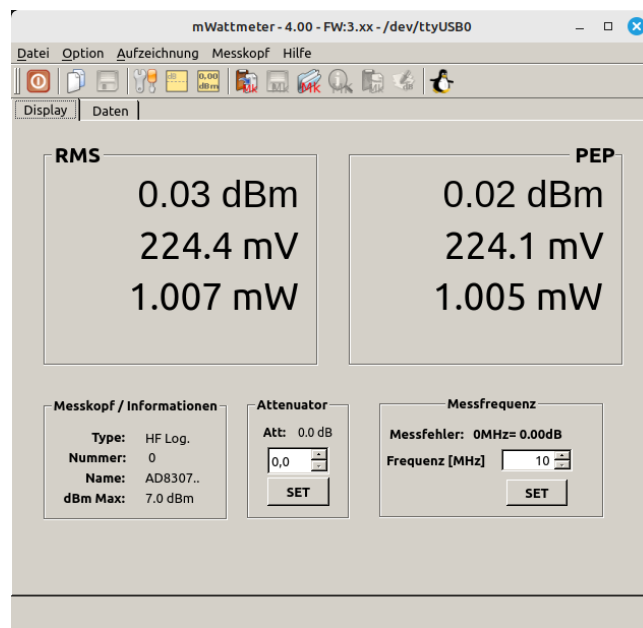 mWattmeter - 4.00 - FW:3.xx - /dev/ttyUSB0
Datei Option Aufzeichnung Messkopf Hilfe
dB 0,00 dBm Mk MK
Display Daten
RMS
0.03 dBm
224.4 mV
1.007 mW
PEP
0.02 dBm
224.1 mV
1.005 mW
Messkopf / Informationen
Type: HF Log.
Nummer: 0
Name: AD8307..
dBm Max: 7.0 dBm
Attenuator
Att: 0.0 dB
0,0
SET
Messfrequenz
Messfehler: 0MHz= 0.00dB
Frequenz [MHz] 10
SET